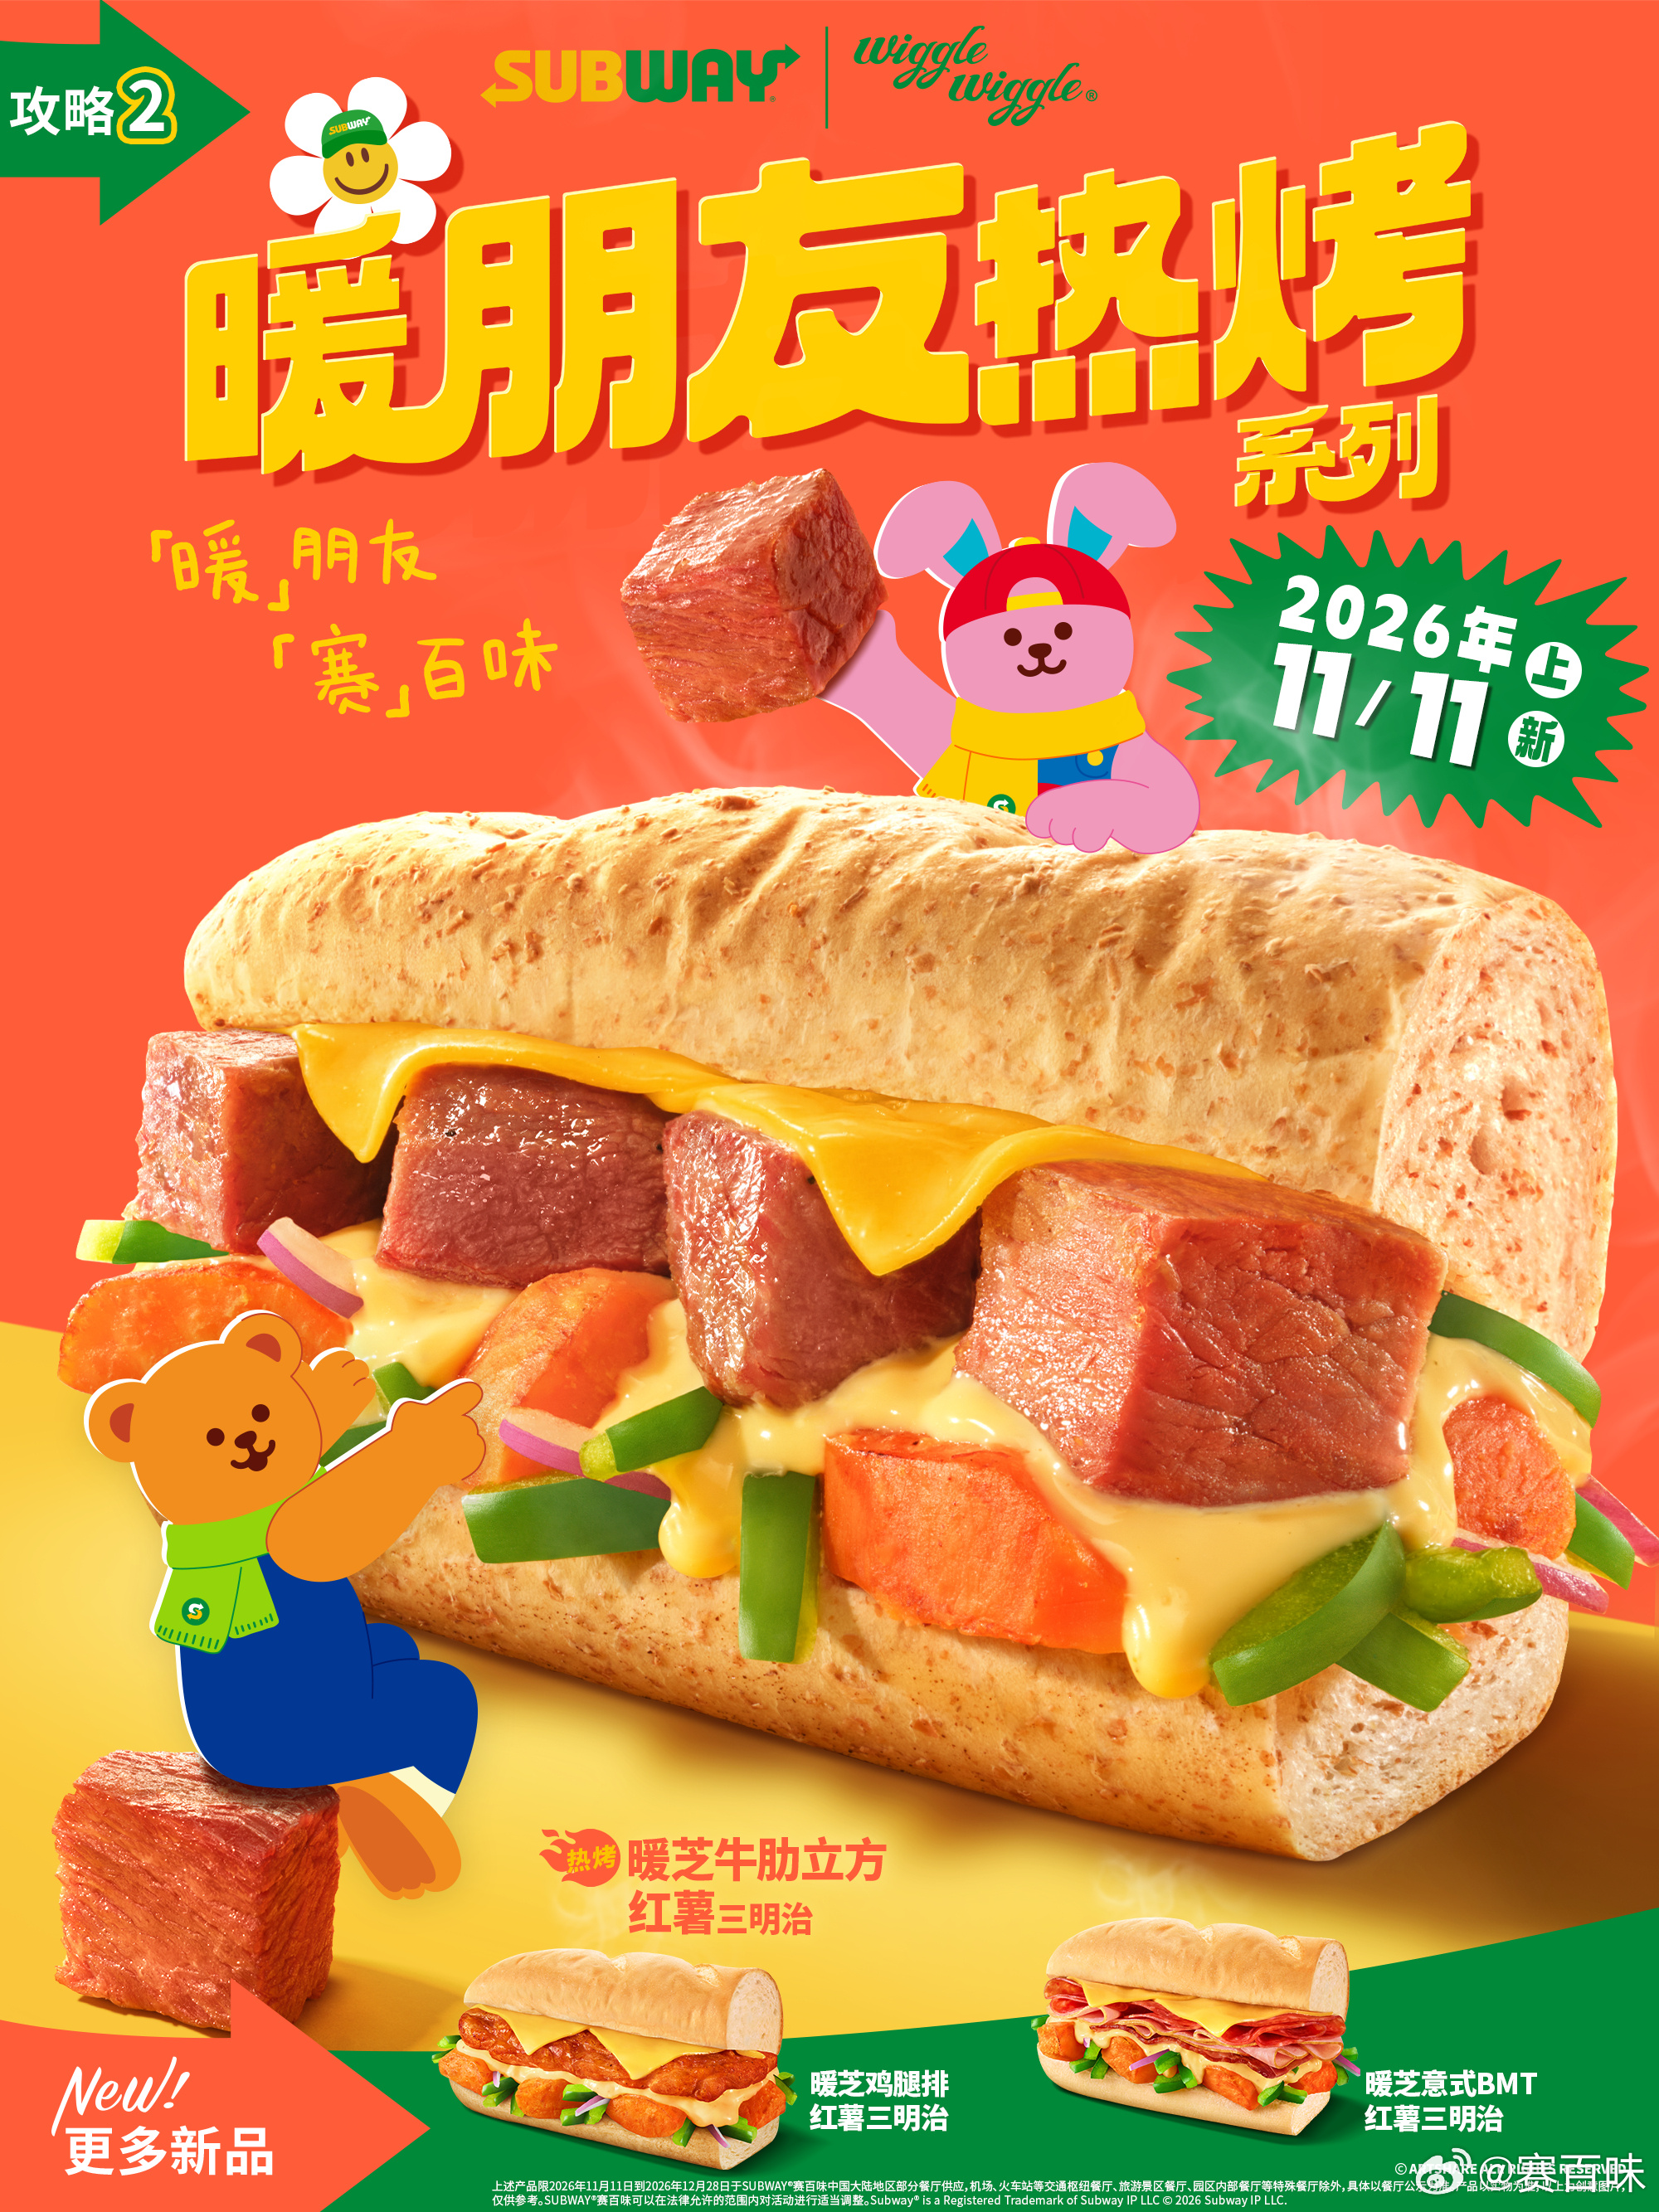 攻略2
SUBWAY
wiggle wiggle®
SUBWAY
暖朋友热烤
系列
「暖」朋友
「赛」百味
2026年
11/11
上新
热烤
暖芝牛肋立方
红薯三明治
New!
更多新品
暖芝鸡腿排
红薯三明治
暖芝意式BMT
红薯三明治
@赛百味
上述产品限2026年11月11日到2026年12月28日于SUBWAY®赛百味中国大陆地区部分餐厅供应,机场、火车站等交通枢纽餐厅、旅游景区餐厅、园区内部餐厅等特殊餐厅除外,具体以餐厅公示
仅供参考。SUBWAY®赛百味可以在法律允许的范围内对活动进行适当调整。Subway® is a Registered Trademark of Subway IP LLC © 2026 Subway IP LLC.